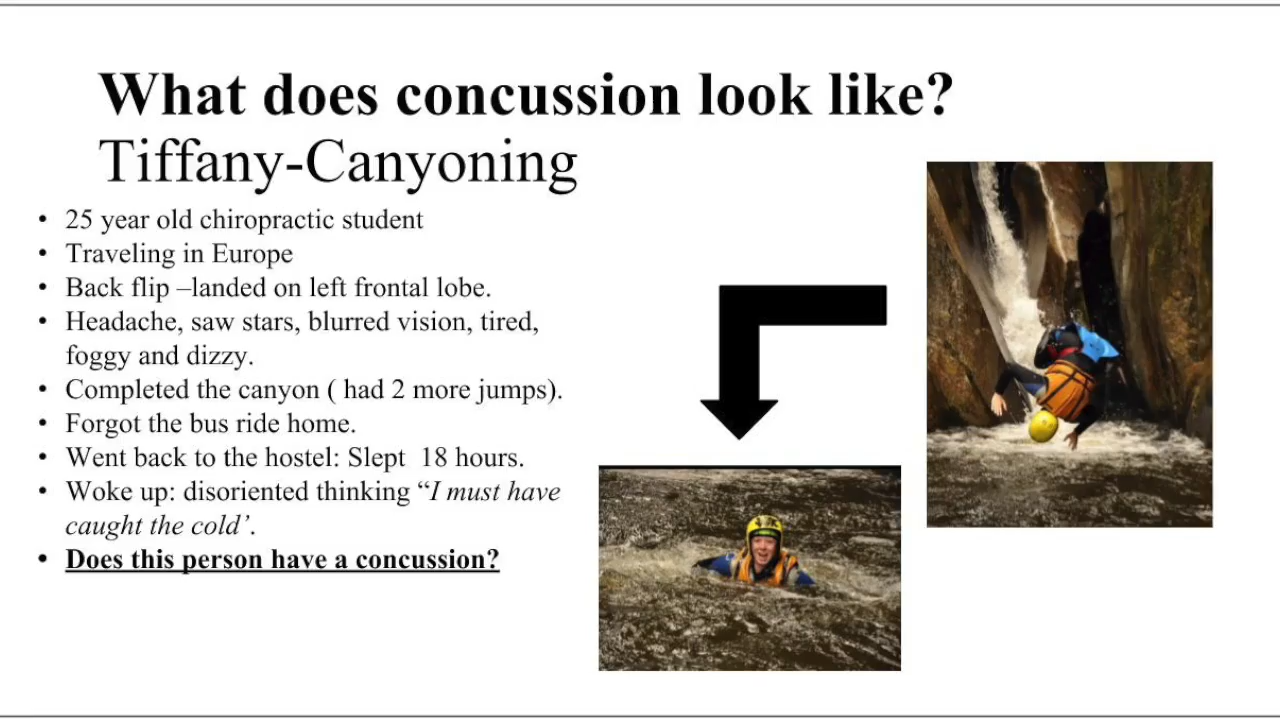 What does concussion look like?
Tiffany-Canyoning
• 25 year old chiropractic student
• Traveling in Europe
• Back flip –landed on left frontal lobe.
• Headache, saw stars, blurred vision, tired,
foggy and dizzy.
• Completed the canyon ( had 2 more jumps).
• Forgot the bus ride home.
• Went back to the hostel: Slept  18 hours.
• Woke up: disoriented thinking “I must have
caught the cold’.
• Does this person have a concussion?